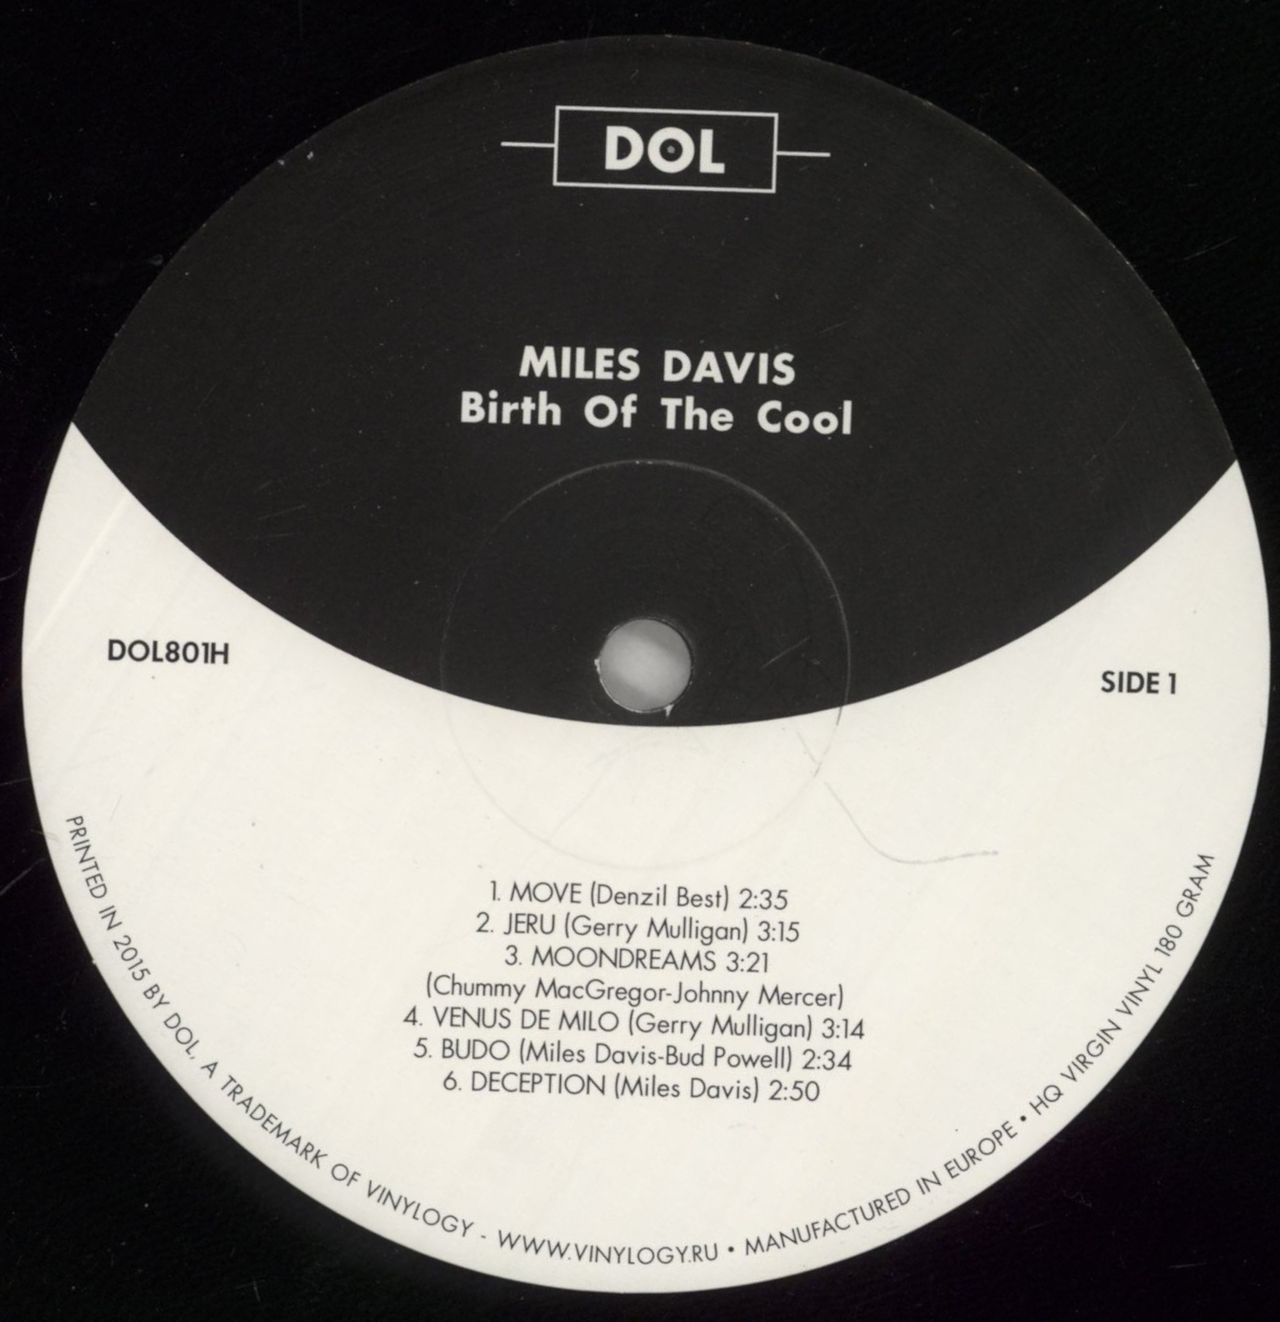 DOL
MILES DAVIS
Birth Of The Cool
DOL801H
SIDE 1
1. MOVE (Denzil Best) 2:35
2. JERU (Gerry Mulligan) 3:15
3. MOONDREAMS 3:21
(Chummy MacGregor-Johnny Mercer)
4. VENUS DE MILO (Gerry Mulligan) 3:14
5. BUDO (Miles Davis-Bud Powell) 2:34
6. DECEPTION (Miles Davis) 2:50
PRINTED IN 2015 BY DOL, A TRADEMARK OF VINYLOGY - WWW.VINYLOGY.RU • MANUFACTURED IN EUROPE • HQ VIRGIN VINYL 180 GRAM